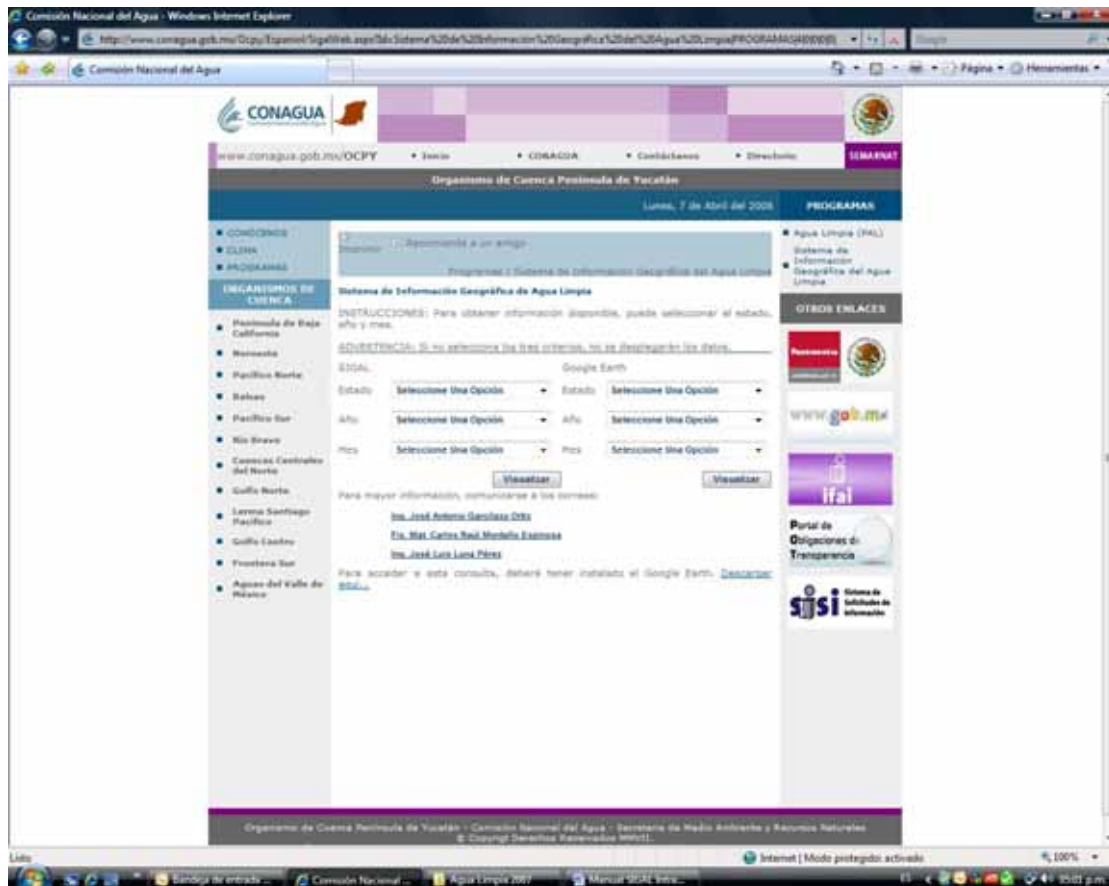 Comisión Nacional del Agua - Windows Internet Explorer
Google
Comisión Nacional del Agua
Página
Herramientas
CONAGUA
www.conagua.gob.mx/OCPY
Inicio
CONAGUA
Contáctanos
Directorio
SEMARNAT
Organismo de Cuenca Península de Yucatán
Lunes, 7 de Abril del 2008
PROGRAMAS
CONOCENOS
CLIMA
PROGRAMAS
ORGANISMOS DE CUENCA
Península de Baja California
Noroeste
Pacífico Norte
Balsas
Pacífico Sur
Río Bravo
Cuencas Centrales del Norte
Golfo Norte
Lerma Santiago Pacífico
Golfo Centro
Frontera Sur
Aguas del Valle de México
Imprimir
Recomienda a un amigo
Programas | Sistema de Información Geográfica del Agua Limpia
Sistema de Información Geográfica de Agua Limpia
INSTRUCCIONES: Para obtener información disponible, puede seleccionar el estado, año y mes.
ADVERTENCIA: Si no selecciona los tres criterios, no se desplegarán los datos.
SIGAL
Google Earth
Estado
Seleccione Una Opción
Estado
Seleccione Una Opción
Año
Seleccione Una Opción
Año
Seleccione Una Opción
Mes
Seleccione Una Opción
Mes
Seleccione Una Opción
Visualizar
Visualizar
Para mayor información, comunicarse a los correos:
Ing. José Antonio Garcilazo Ortiz
Fis. Mat. Carlos Raúl Montaño Espinosa
Ing. José Luis Luna Pérez
Para acceder a esta consulta, deberá tener instalado el Google Earth. Descargar aquí...
Agua Limpia (PAL)
Sistema de Información Geográfica del Agua Limpia
OTROS ENLACES
www.gob.mx
ifai
Portal de Obligaciones de Transparencia
sisi
Sistema de Solicitudes de Información
Organismo de Cuenca Península de Yucatán - Comisión Nacional del Agua - Secretaría de Medio Ambiente y Recursos Naturales
Listo
Internet | Modo protegido: activado
100%
Bandeja de entrada ...
Comisión Nacional ...
Agua Limpia 2007
Manual SIGAL Intra...
ES
05:01 p.m.